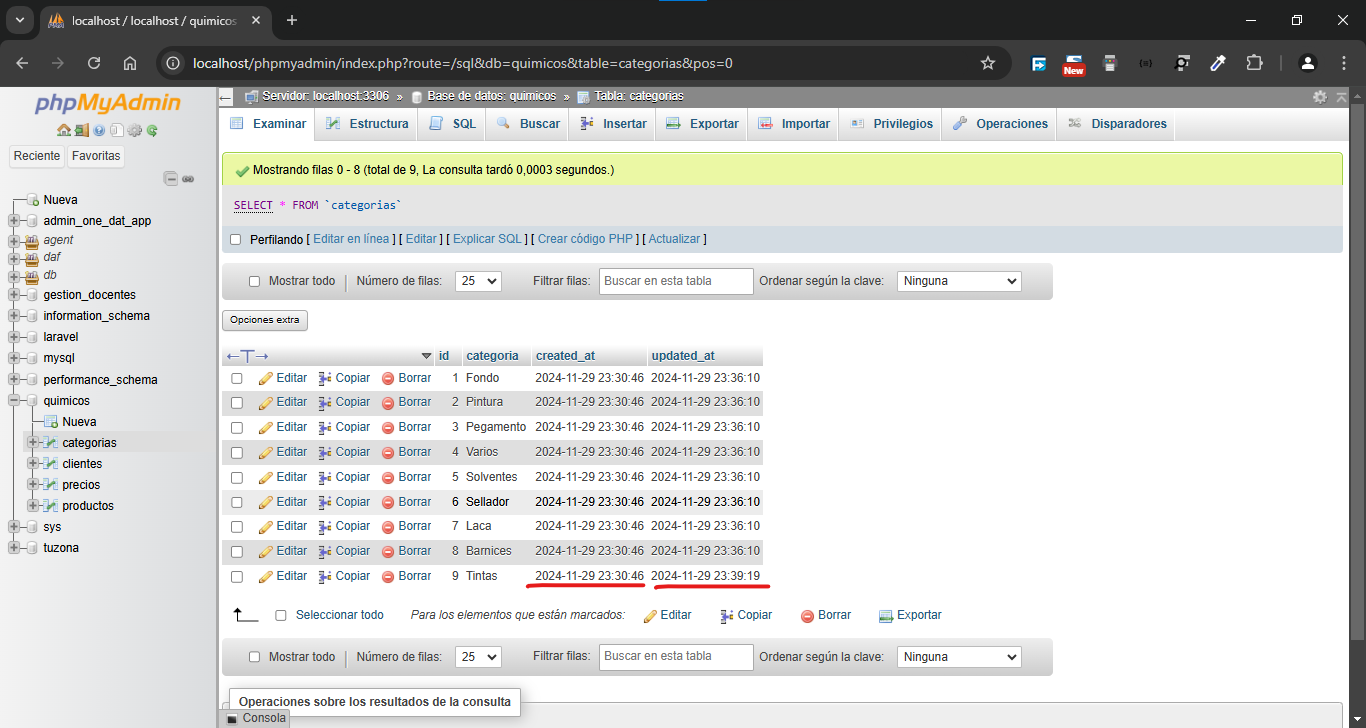 localhost / localhost / quimicos
localhost/phpmyadmin/index.php?route=/sql&db=quimicos&table=categorias&pos=0
New
phpMyAdmin
Reciente Favoritas
Nueva
admin_one_dat_app
agent
daf
db
gestion_docentes
information_schema
laravel
mysql
performance_schema
quimicos
Nueva
categorias
clientes
precios
productos
sys
tuzona
Servidor: localhost:3306 » Base de datos: quimicos » Tabla: categorias
Examinar Estructura SQL Buscar Insertar Exportar Importar Privilegios Operaciones Disparadores
Mostrando filas 0 - 8 (total de 9, La consulta tardó 0,0003 segundos.)
SELECT * FROM `categorias`
Perfilando [ Editar en línea ] [ Editar ] [ Explicar SQL ] [ Crear código PHP ] [ Actualizar ]
Mostrar todo | Número de filas: 25 Filtrar filas: Buscar en esta tabla Ordenar según la clave: Ninguna
Opciones extra
←T→ id categoria created_at updated_at
Editar Copiar Borrar 1 Fondo 2024-11-29 23:30:46 2024-11-29 23:36:10
Editar Copiar Borrar 2 Pintura 2024-11-29 23:30:46 2024-11-29 23:36:10
Editar Copiar Borrar 3 Pegamento 2024-11-29 23:30:46 2024-11-29 23:36:10
Editar Copiar Borrar 4 Varios 2024-11-29 23:30:46 2024-11-29 23:36:10
Editar Copiar Borrar 5 Solventes 2024-11-29 23:30:46 2024-11-29 23:36:10
Editar Copiar Borrar 6 Sellador 2024-11-29 23:30:46 2024-11-29 23:36:10
Editar Copiar Borrar 7 Laca 2024-11-29 23:30:46 2024-11-29 23:36:10
Editar Copiar Borrar 8 Barnices 2024-11-29 23:30:46 2024-11-29 23:36:10
Editar Copiar Borrar 9 Tintas 2024-11-29 23:30:46 2024-11-29 23:39:19
Seleccionar todo Para los elementos que están marcados: Editar Copiar Borrar Exportar
Mostrar todo | Número de filas: 25 Filtrar filas: Buscar en esta tabla Ordenar según la clave: Ninguna
Operaciones sobre los resultados de la consulta
Consola